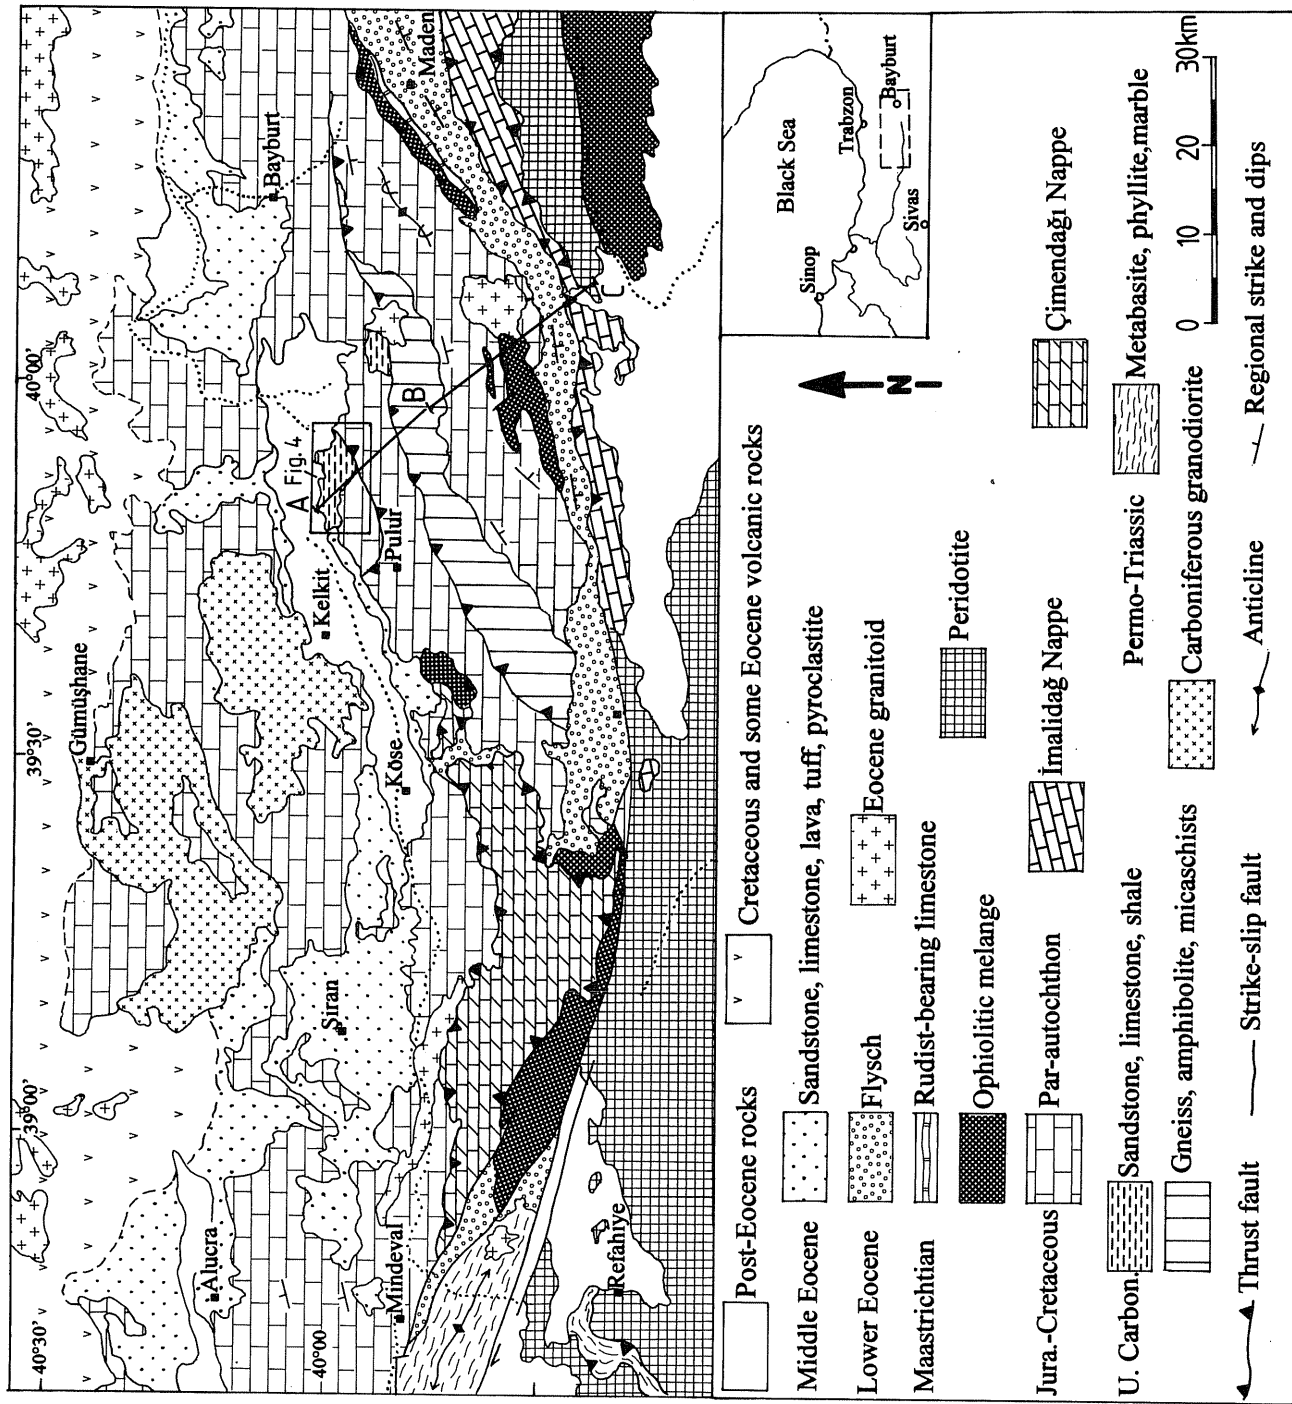 40°30'
39°00'
39°30'
40°00'
40°00
Alucra
Mindeval
Şiran
Gümüşhane
Köse
Kelkit
Pulur
A
Fig. 4
B
C
Bayburt
Maden
Refahiye
Sinop
Black Sea
Trabzon
Bayburt
Sivas
N
Post-Eocene rocks
v
v
Cretaceous and some Eocene volcanic rocks
Middle Eocene
Sandstone, limestone, lava, tuff, pyroclastite
Lower Eocene
Flysch
Eocene granitoid
Maastrichtian
Rudist-bearing limestone
Peridotite
Ophiolitic melange
Jura.-Cretaceous
Par-autochthon
İmalidağ Nappe
Çimendağı Nappe
U. Carbon.
Sandstone, limestone, shale
Permo-Triassic
Metabasite, phyllite,marble
Gneiss, amphibolite, micaschists
Carboniferous granodiorite
0 10 20 30km
Thrust fault
Strike-slip fault
Anticline
Regional strike and dips